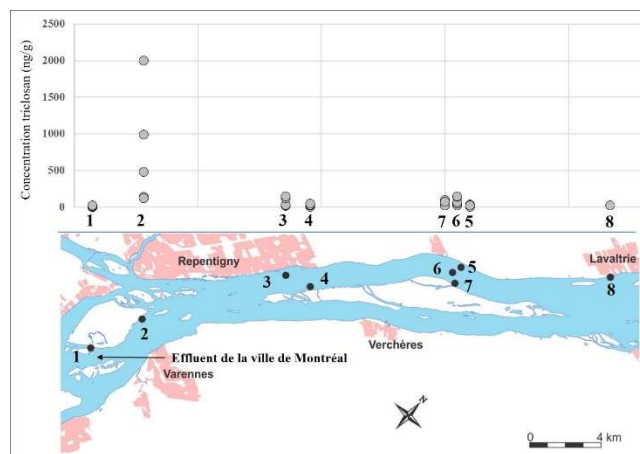 2500
2000
1500
1000
500
0
Concentration triclosan (ng/g)
1 2 3 4 7 6 5 8
Repentigny
Lavaltrie
3 4 6 5 7 8
2
1
Effluent de la ville de Montréal
Varennes
Verchères
N
0 4 km